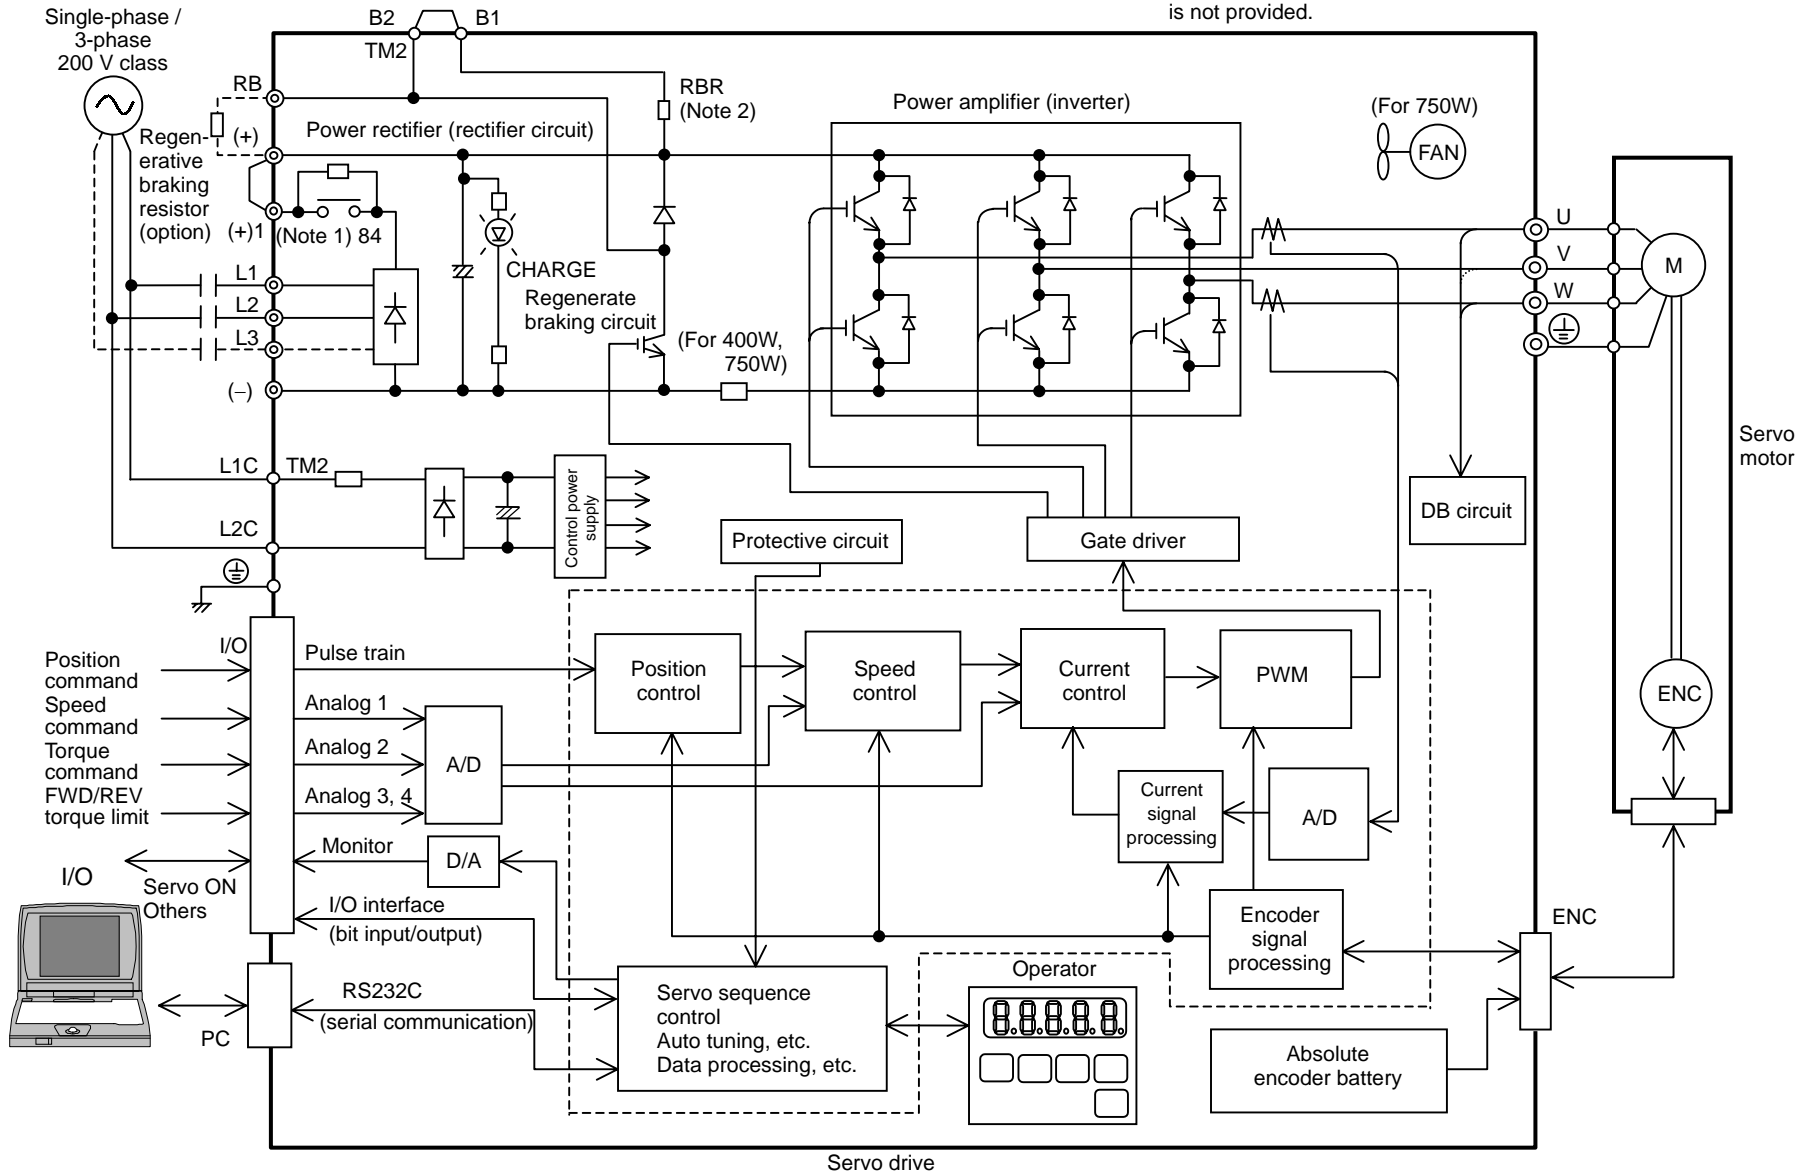 is not provided.
Single-phase /
3-phase
200 V class
B2
B1
TM2
RB
RBR
(Note 2)
Power amplifier (inverter)
(For 750W)
FAN
Regen-
erative
braking
resistor
(option)
(+)
Power rectifier (rectifier circuit)
(+)1
(Note 1) 84
U
V
W
M
L1
L2
L3
CHARGE
Regenerate
braking circuit
(For 400W,
750W)
(–)
Servo
motor
L1C
TM2
L2C
Control power
supply
Protective circuit
Gate driver
DB circuit
I/O
Position
command
Speed
command
Torque
command
FWD/REV
torque limit
Pulse train
Analog 1
Analog 2
Analog 3, 4
A/D
Position
control
Speed
control
Current
control
PWM
ENC
Current
signal
processing
A/D
Monitor
D/A
I/O
Servo ON
Others
I/O interface
(bit input/output)
Encoder
signal
processing
ENC
RS232C
(serial communication)
PC
Servo sequence
control
Auto tuning, etc.
Data processing, etc.
Operator
8.8.8.8.8.
Absolute
encoder battery
Servo drive